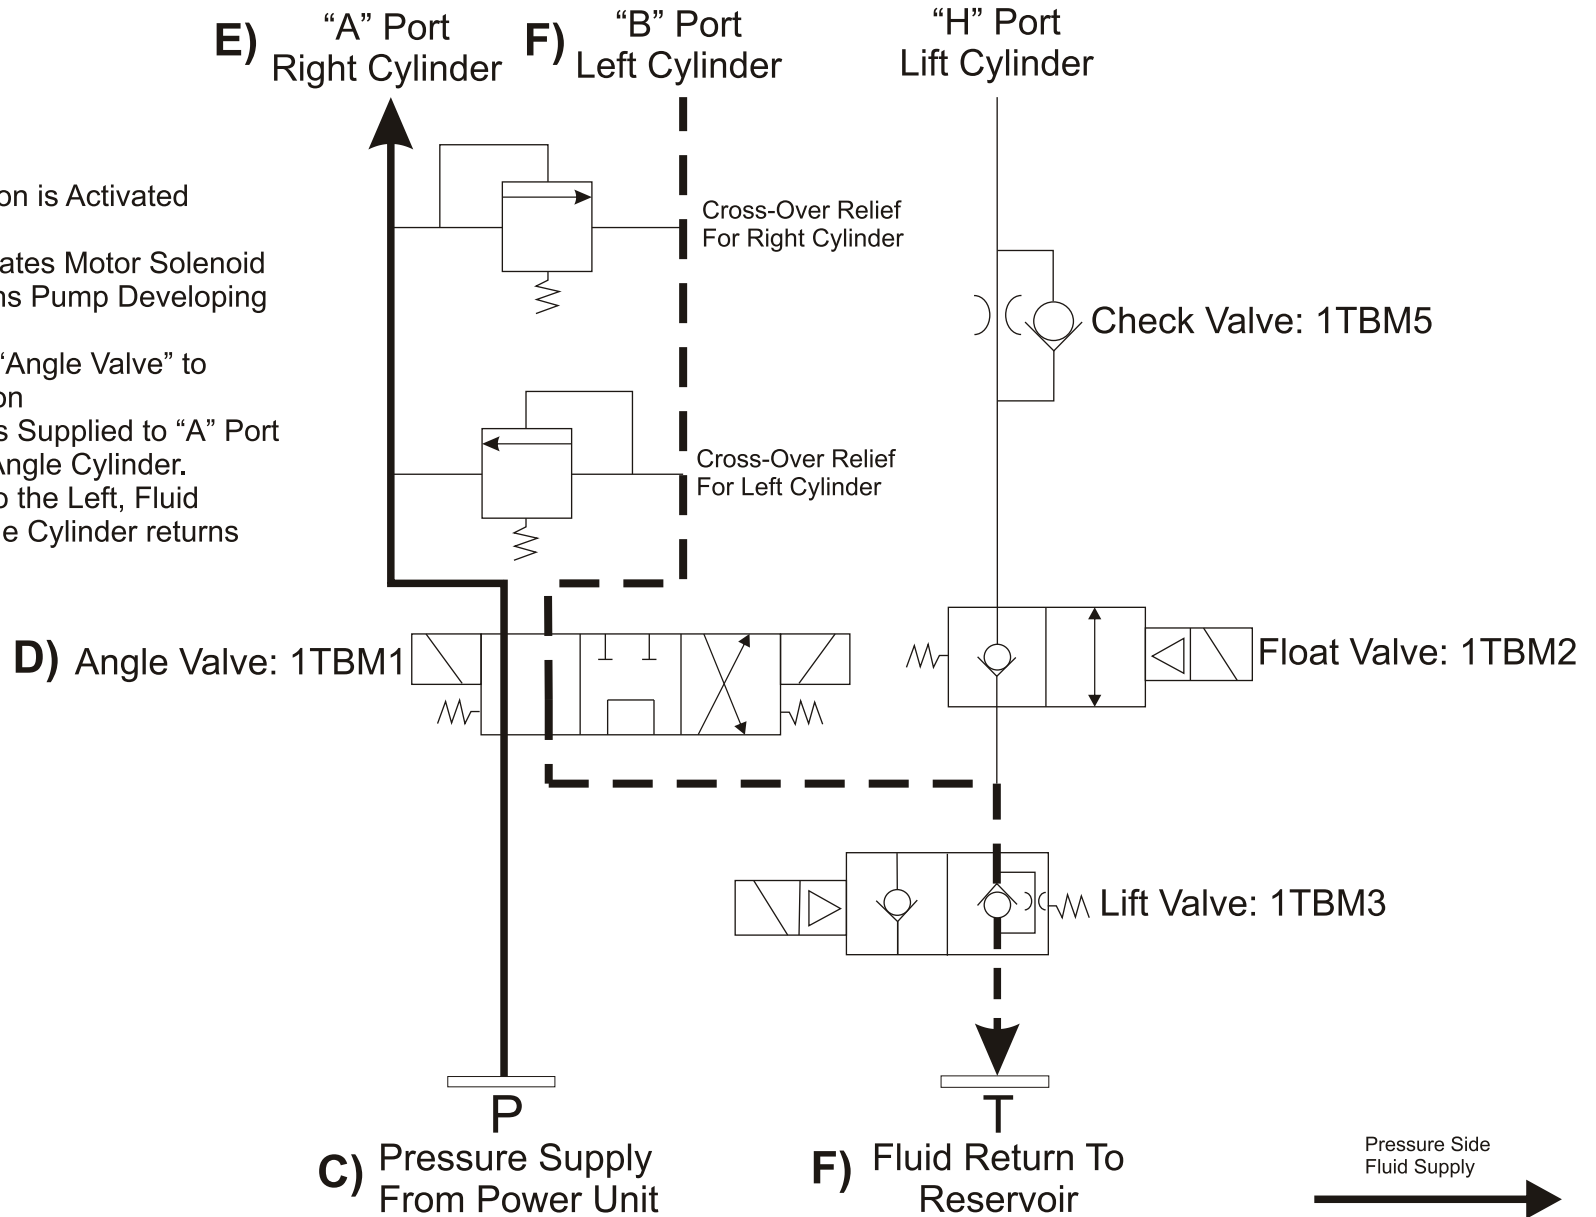 E)
“A” Port
Right Cylinder
F)
“B” Port
Left Cylinder
“H” Port
Lift Cylinder
on is Activated
ates Motor Solenoid
ns Pump Developing
“Angle Valve” to
on
s Supplied to “A” Port
Angle Cylinder.
o the Left, Fluid
e Cylinder returns
Cross-Over Relief
For Right Cylinder
Check Valve: 1TBM5
Cross-Over Relief
For Left Cylinder
D) Angle Valve: 1TBM1
Float Valve: 1TBM2
Lift Valve: 1TBM3
P
C) Pressure Supply
From Power Unit
T
F) Fluid Return To
Reservoir
Pressure Side
Fluid Supply